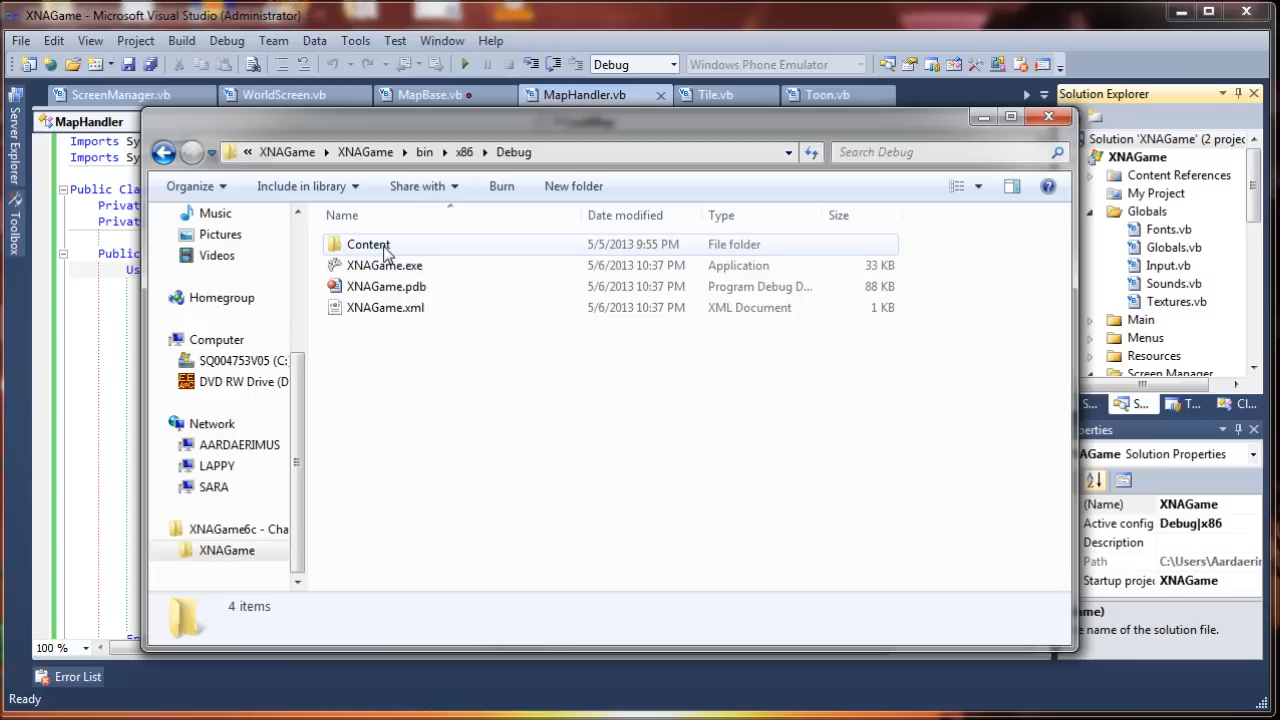 XNAGame - Microsoft Visual Studio (Administrator)
File Edit View Project Build Debug Team Data Tools Test Window Help
Debug Windows Phone Emulator
ScreenManager.vb WorldScreen.vb MapBase.vb MapHandler.vb Tile.vb Toon.vb
Solution Explorer
Server Explorer
Toolbox
MapHandler
Imports Sy
Imports Sy
Public Cla
Privat
Privat
Public
Us
En
« XNAGame XNAGame bin x86 Debug
Search Debug
Organize Include in library Share with Burn New folder
Music
Pictures
Videos
Homegroup
Computer
SQ004753V05 (C:
DVD RW Drive (D
Network
AARDAERIMUS
LAPPY
SARA
XNAGame6c - Cha
XNAGame
Name Date modified Type Size
Content 5/5/2013 9:55 PM File folder
XNAGame.exe 5/6/2013 10:37 PM Application 33 KB
XNAGame.pdb 5/6/2013 10:37 PM Program Debug D... 88 KB
XNAGame.xml 5/6/2013 10:37 PM XML Document 1 KB
4 items
Solution 'XNAGame' (2 projec
XNAGame
Content References
My Project
Globals
Fonts.vb
Globals.vb
Input.vb
Sounds.vb
Textures.vb
Main
Menus
Resources
Screen Manager
S... S... T... Cl...
erties
AGame Solution Properties
(Name) XNAGame
Active config Debug|x86
Description
Path C:\Users\Aardaerin
Startup projec XNAGame
me)
e name of the solution file.
100 %
Error List
Ready